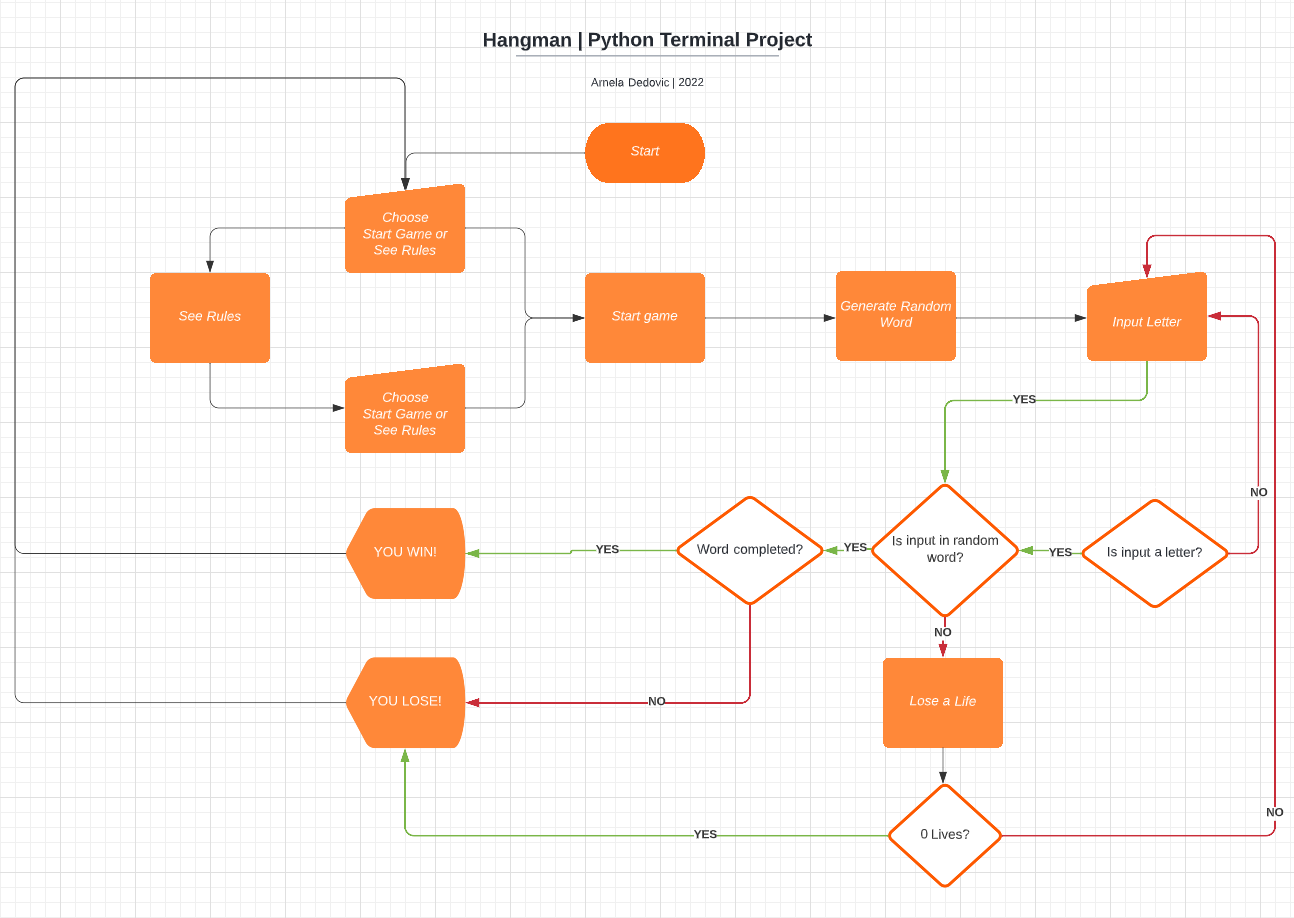 Hangman | Python Terminal Project
Arnela Dedovic | 2022
Start
Choose
Start Game or
See Rules
See Rules
Start game
Generate Random
Word
Input Letter
Choose
Start Game or
See Rules
YES
NO
YOU WIN!
YES
Word completed?
YES
Is input in random
word?
YES
Is input a letter?
NO
YOU LOSE!
NO
Lose a Life
NO
YES
0 Lives?